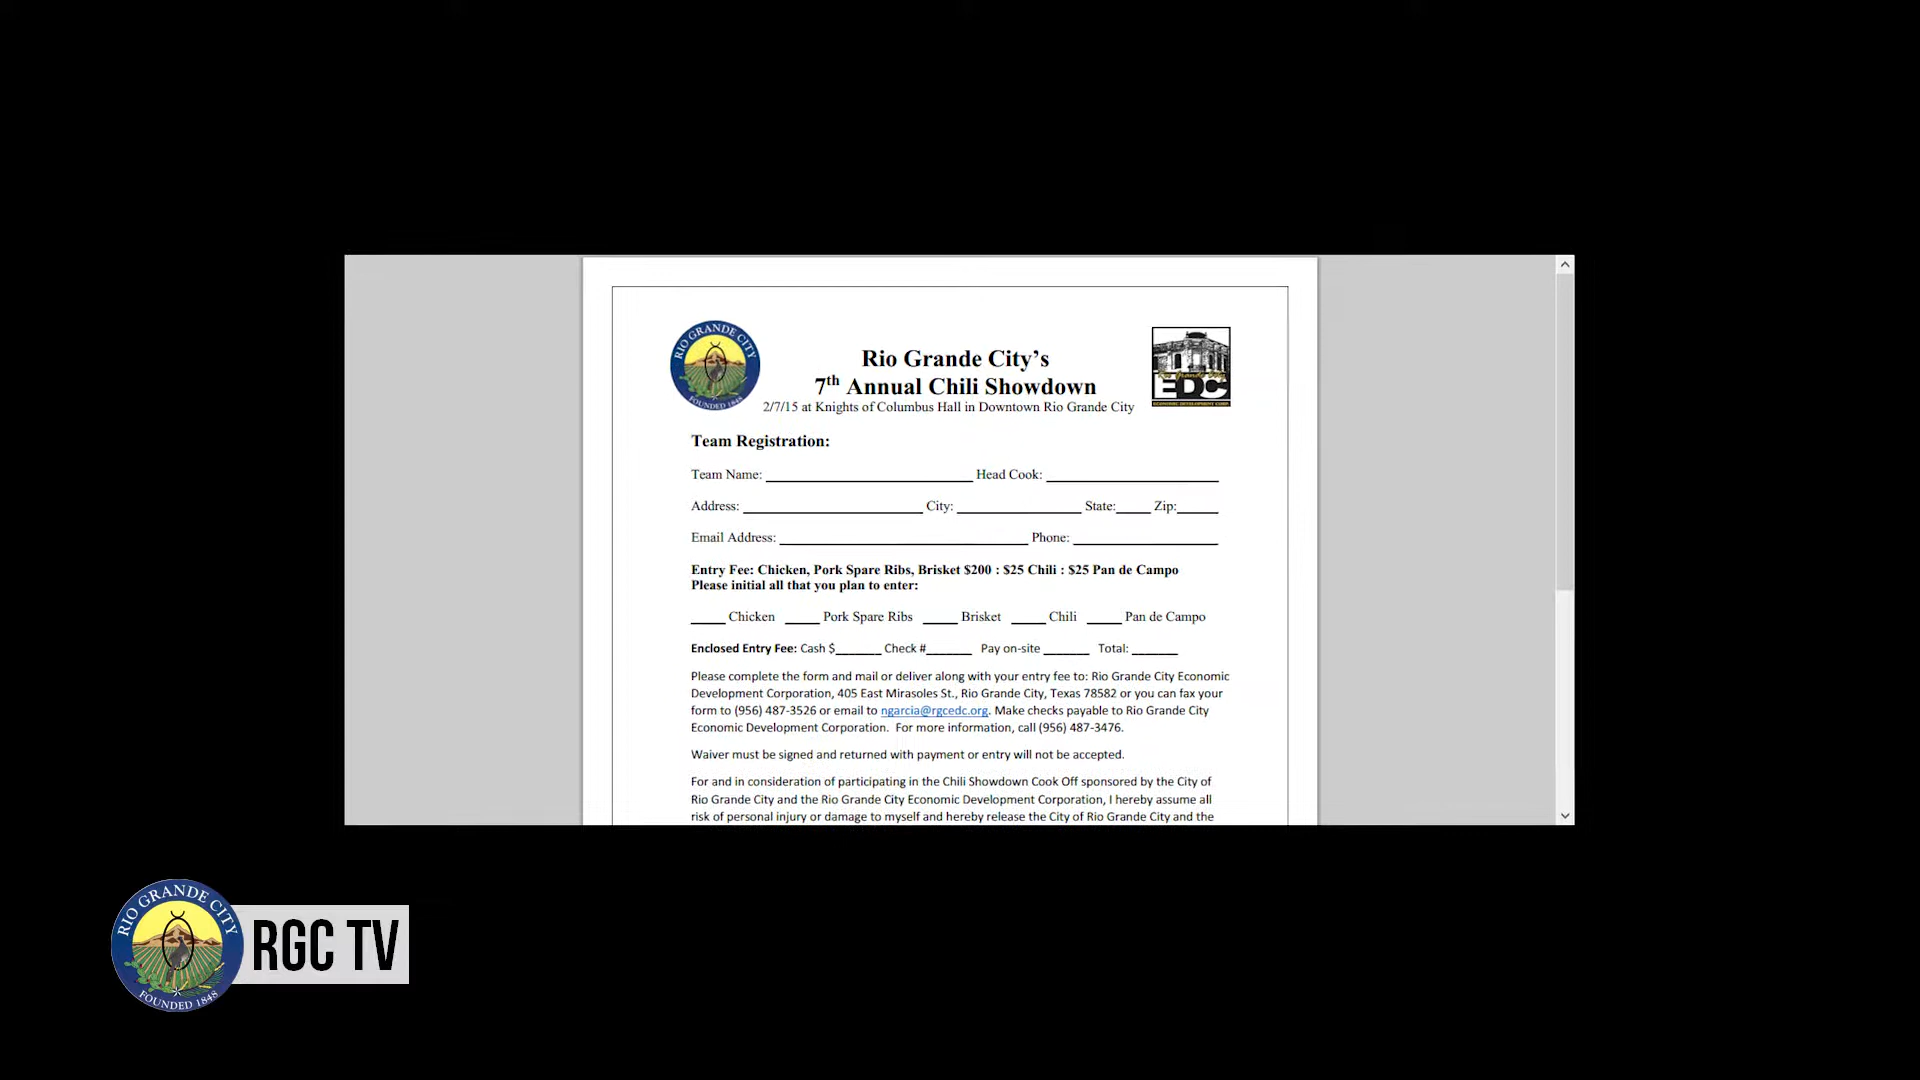 RIO GRANDE CITY
FOUNDED 1848
Rio Grande City’s
7th Annual Chili Showdown
2/7/15 at Knights of Columbus Hall in Downtown Rio Grande City
Rio Grande City
EDC
ECONOMIC DEVELOPMENT CORP.
Team Registration:
Team Name: Head Cook:
Address: City: State: Zip:
Email Address: Phone:
Entry Fee: Chicken, Pork Spare Ribs, Brisket $200 : $25 Chili : $25 Pan de Campo
Please initial all that you plan to enter:
Chicken Pork Spare Ribs Brisket Chili Pan de Campo
Enclosed Entry Fee: Cash $ Check # Pay on-site Total:
Please complete the form and mail or deliver along with your entry fee to: Rio Grande City Economic
Development Corporation, 405 East Mirasoles St., Rio Grande City, Texas 78582 or you can fax your
form to (956) 487-3526 or email to ngarcia@rgcedc.org. Make checks payable to Rio Grande City
Economic Development Corporation. For more information, call (956) 487-3476.
Waiver must be signed and returned with payment or entry will not be accepted.
For and in consideration of participating in the Chili Showdown Cook Off sponsored by the City of
Rio Grande City and the Rio Grande City Economic Development Corporation, I hereby assume all
risk of personal injury or damage to myself and hereby release the City of Rio Grande City and the
RIO GRANDE CITY
FOUNDED 1848
RGC TV